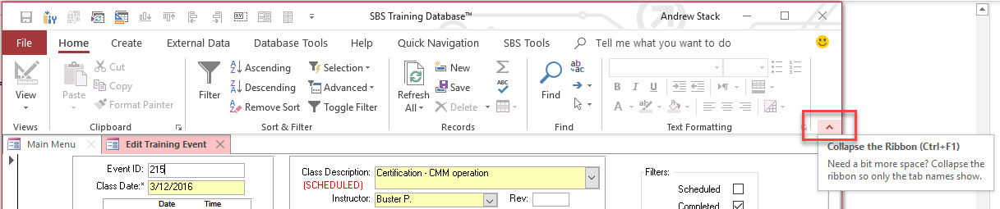 SBS Training Database™ Andrew Stack
File Home Create External Data Database Tools Help Quick Navigation SBS Tools Tell me what you want to do
View Paste Cut Copy Format Painter
Filter Ascending Descending Remove Sort Selection Advanced Toggle Filter
Refresh All New Save Delete Σ ABC
Find ab ac
B I U A ab
Views Clipboard Sort & Filter Records Find Text Formatting
Main Menu Edit Training Event
Collapse the Ribbon (Ctrl+F1)
Need a bit more space? Collapse the
ribbon so only the tab names show.
Event ID: 215
Class Date:* 3/12/2016
Date Time
Class Description: Certification - CMM operation
(SCHEDULED)
Instructor: Buster P. Rev:
Filters:
Scheduled
Completed